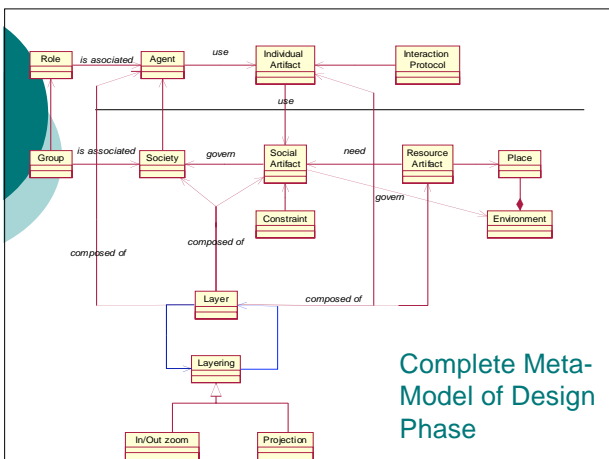 Role
is asociated
Agent
use
Individual
Artifact
Interaction
Protocol
use
Group
is associated
Society
govern
Social
Artifact
need
Resource
Artifact
Place
govern
Constraint
Environment
composed of
composed of
Layer
composed of
Layering
In/Out zoom
Projection
Complete Meta-
Model of Design
Phase